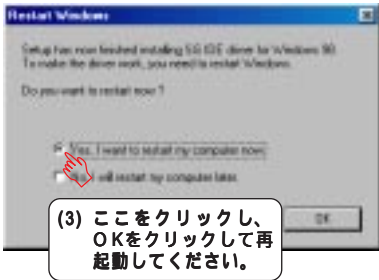 Restart Windows
Setup has now finished installing SG IDE driver for Windows 98
To make the driver work, you need to restart Windows.
Do you want to restart now ?
Yes, I want to restart my computer now.
No, I will restart my computer later.
OK
(3) ここをクリックし、
OKをクリックして再
起動してください。